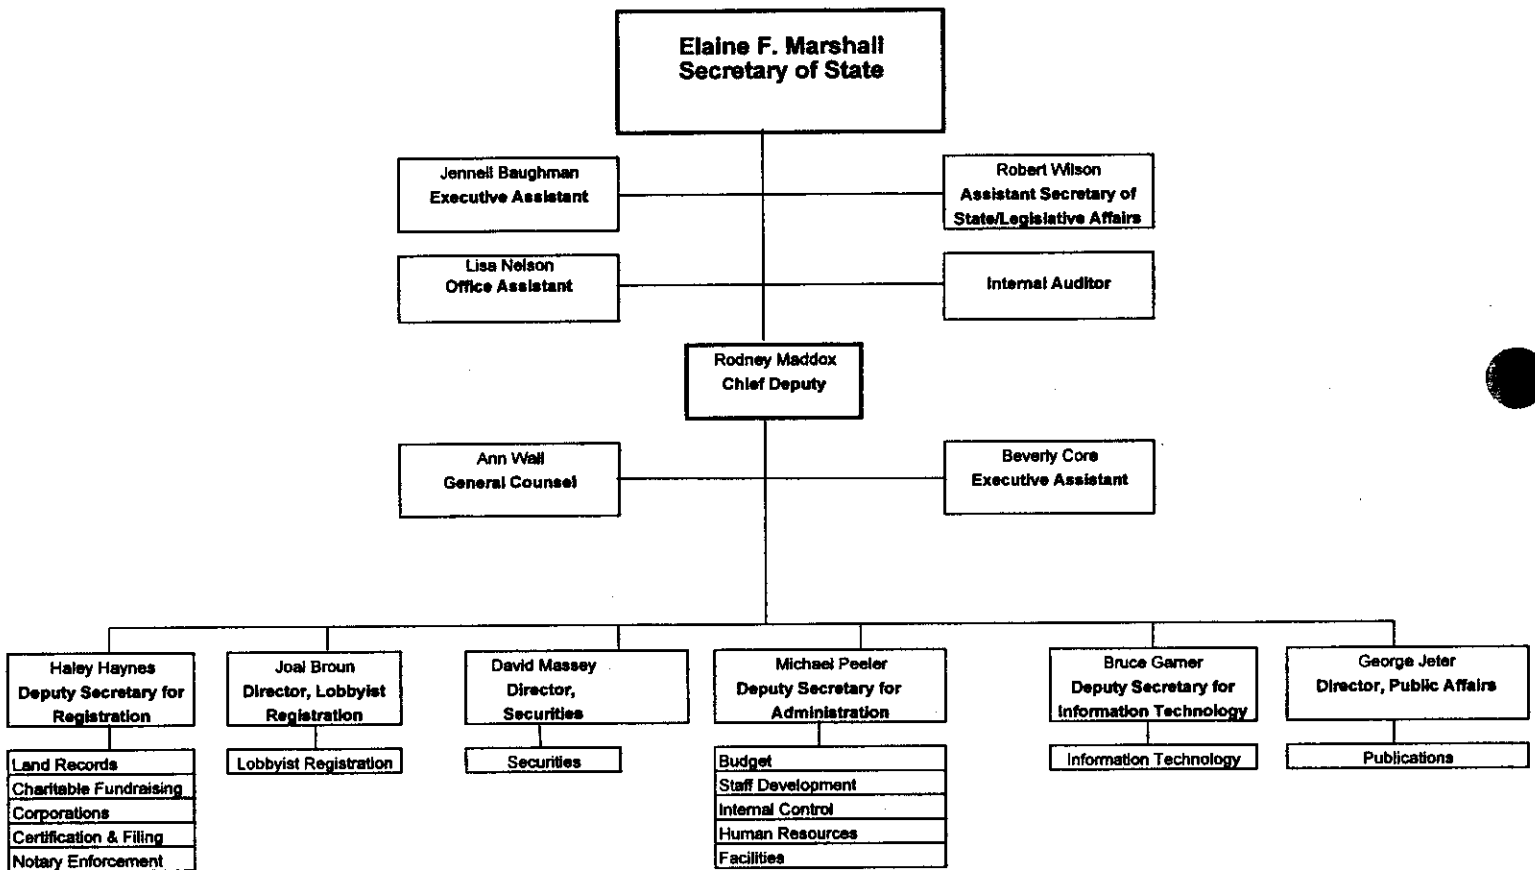 Elaine F. Marshall
Secretary of State
Jennell Baughman
Executive Assistant
Robert Wilson
Assistant Secretary of
State/Legislative Affairs
Lisa Nelson
Office Assistant
Internal Auditor
Rodney Maddox
Chief Deputy
Ann Wall
General Counsel
Beverly Core
Executive Assistant
Haley Haynes
Deputy Secretary for
Registration
Joal Broun
Director, Lobbyist
Registration
David Massey
Director,
Securities
Michael Peeler
Deputy Secretary for
Administration
Bruce Garner
Deputy Secretary for
Information Technology
George Jeter
Director, Public Affairs
Land Records
Charitable Fundraising
Corporations
Certification & Filing
Notary Enforcement
Lobbyist Registration
Securities
Budget
Staff Development
Internal Control
Human Resources
Facilities
Information Technology
Publications